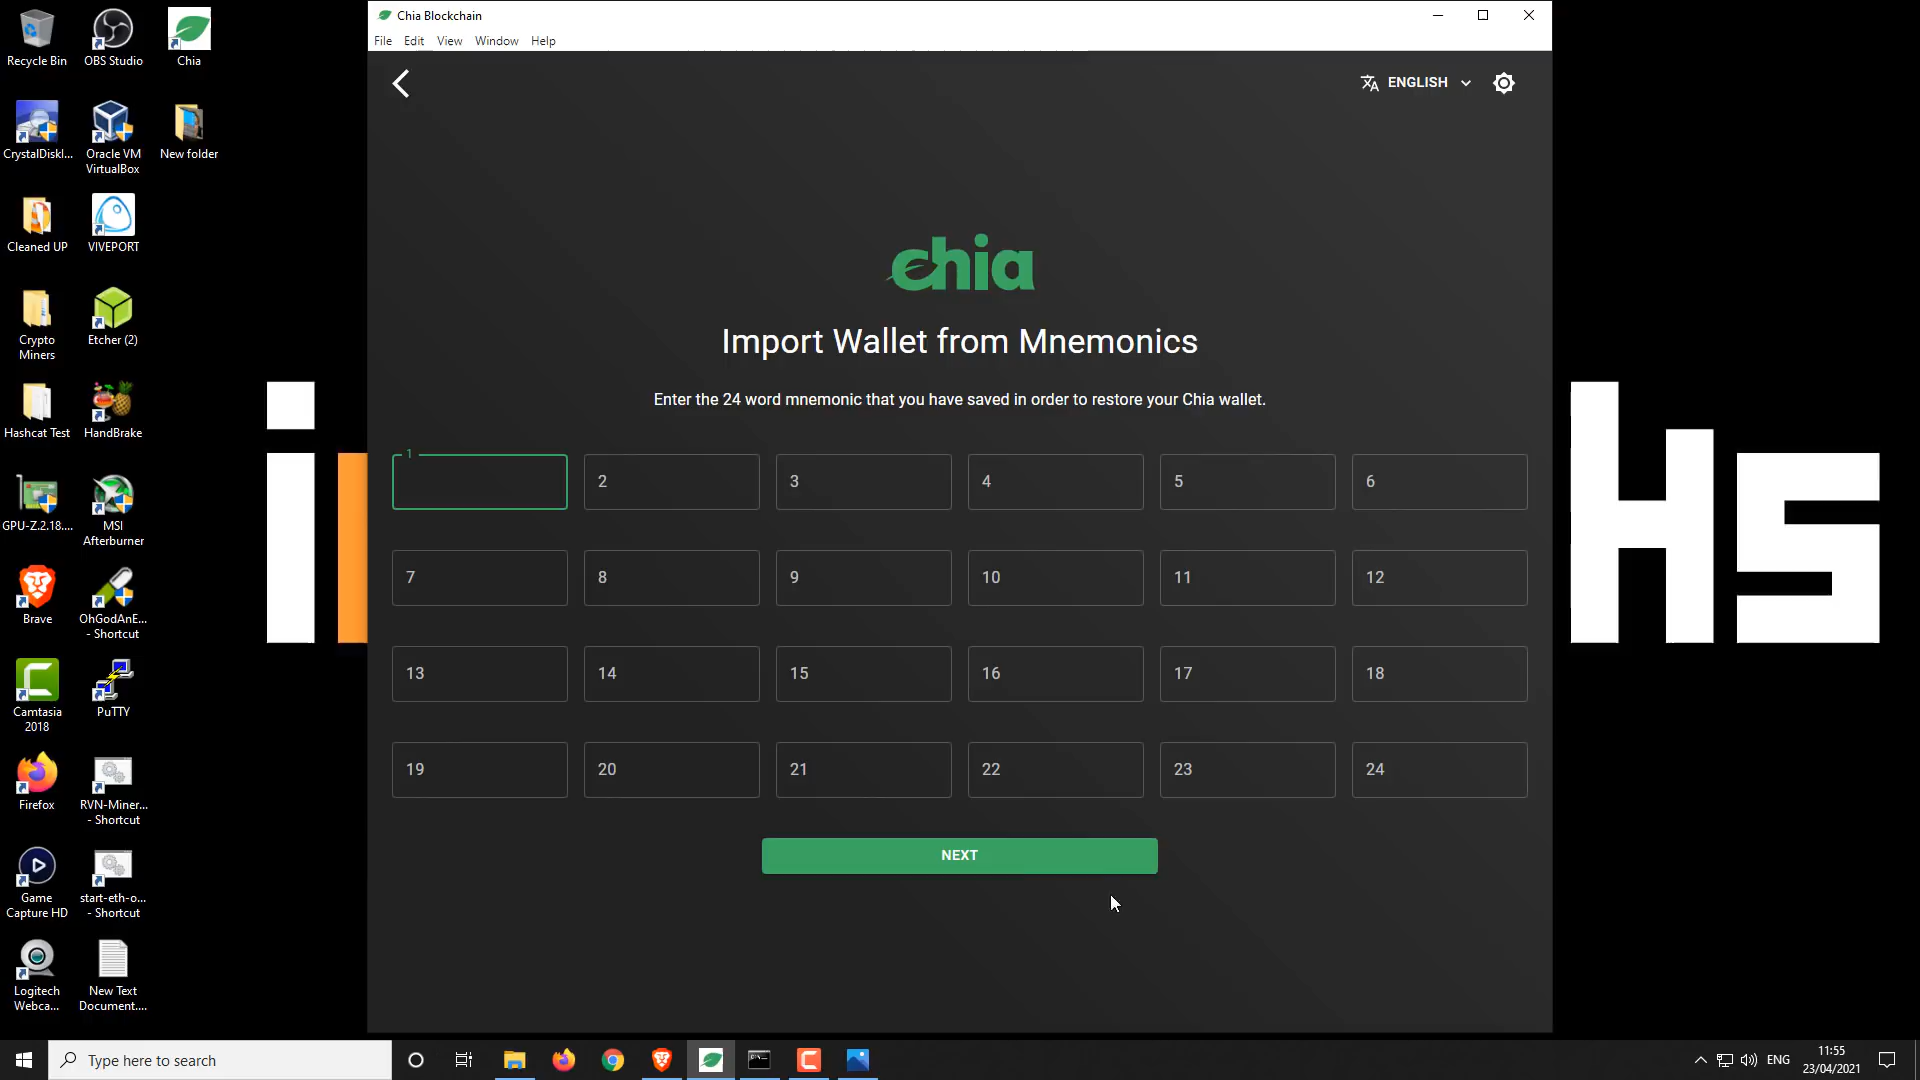 Chia Blockchain
File Edit View Window Help
ENGLISH
chia
Import Wallet from Mnemonics
Enter the 24 word mnemonic that you have saved in order to restore your Chia wallet.
1 2 3 4 5 6
7 8 9 10 11 12
13 14 15 16 17 18
19 20 21 22 23 24
NEXT
Recycle Bin
OBS Studio
Chia
CrystalDiskI...
Oracle VM
VirtualBox
New folder
Cleaned UP
VIVEPORT
Crypto
Miners
Etcher (2)
Hashcat Test
HandBrake
GPU-Z.2.18....
MSI
Afterburner
Brave
OhGodAnE...
- Shortcut
Camtasia
2018
PuTTY
Firefox
RVN-Miner...
- Shortcut
Game
Capture HD
start-eth-o...
- Shortcut
Logitech
Webca...
New Text
Document....
hs
Type here to search
ENG
11:55
23/04/2021